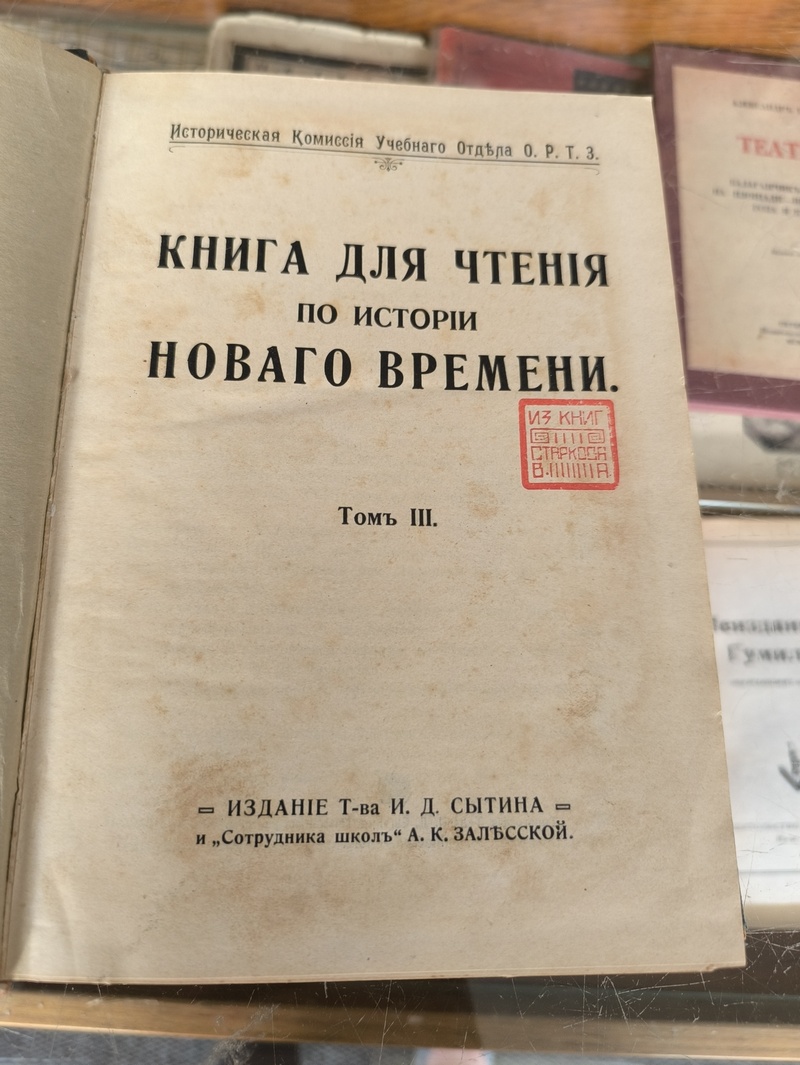 Историческая Комиссія Учебнаго Отдѣла О. Р. Т. З.
КНИГА ДЛЯ ЧТЕНІЯ
ПО ИСТОРІИ
НОВАГО ВРЕМЕНИ.
ИЗ КНИГ
СТАРКОВА
В. А.
Томъ III.
= ИЗДАНІЕ Т-ва И. Д. СЫТИНА =
и „Сотрудника школъ“ А. К. ЗАЛѢССКОЙ.
ТЕАТ
Гумил